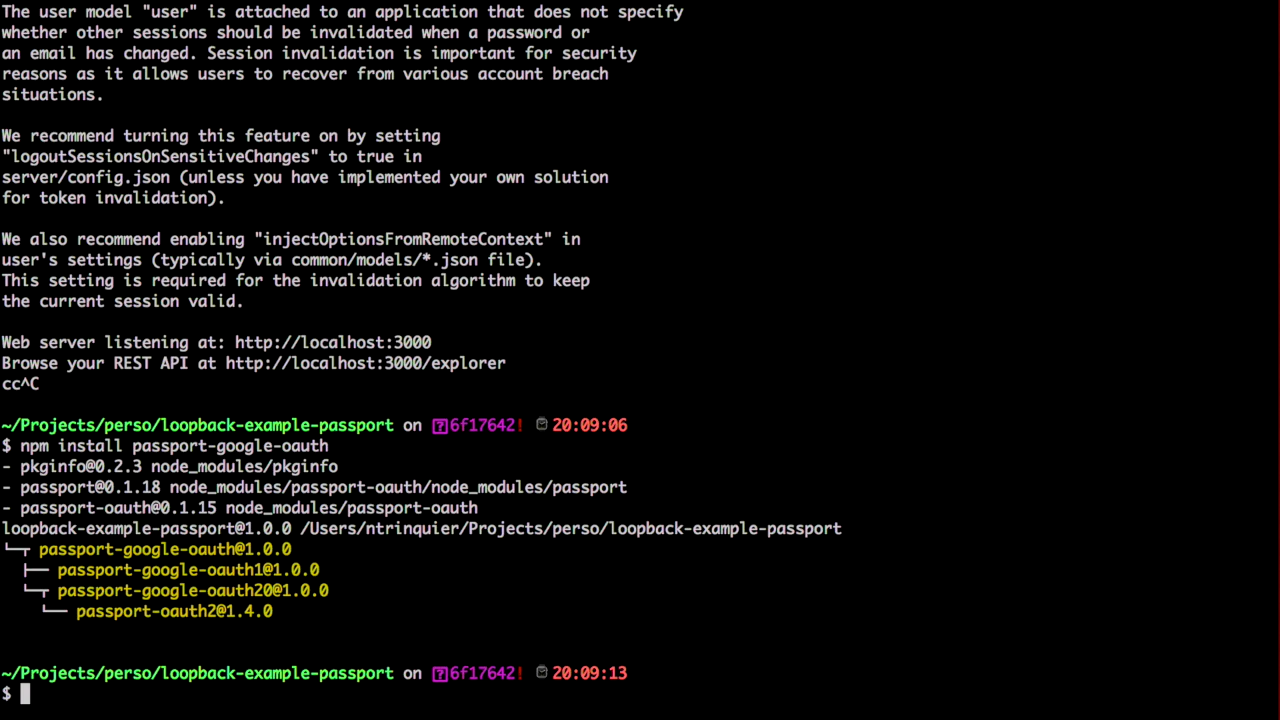 The user model "user" is attached to an application that does not specify
whether other sessions should be invalidated when a password or
an email has changed. Session invalidation is important for security
reasons as it allows users to recover from various account breach
situations.
We recommend turning this feature on by setting
"logoutSessionsOnSensitiveChanges" to true in
server/config.json (unless you have implemented your own solution
for token invalidation).
We also recommend enabling "injectOptionsFromRemoteContext" in
user's settings (typically via common/models/*.json file).
This setting is required for the invalidation algorithm to keep
the current session valid.
Web server listening at: http://localhost:3000
Browse your REST API at http://localhost:3000/explorer
cc^C
~/Projects/perso/loopback-example-passport on ?6f17642! 20:09:06
$ npm install passport-google-oauth
- pkginfo@0.2.3 node_modules/pkginfo
- passport@0.1.18 node_modules/passport-oauth/node_modules/passport
- passport-oauth@0.1.15 node_modules/passport-oauth
loopback-example-passport@1.0.0 /Users/ntrinquier/Projects/perso/loopback-example-passport
└─┬ passport-google-oauth@1.0.0
  ├── passport-google-oauth1@1.0.0
  └─┬ passport-google-oauth20@1.0.0
    └── passport-oauth2@1.4.0
~/Projects/perso/loopback-example-passport on ?6f17642! 20:09:13
$